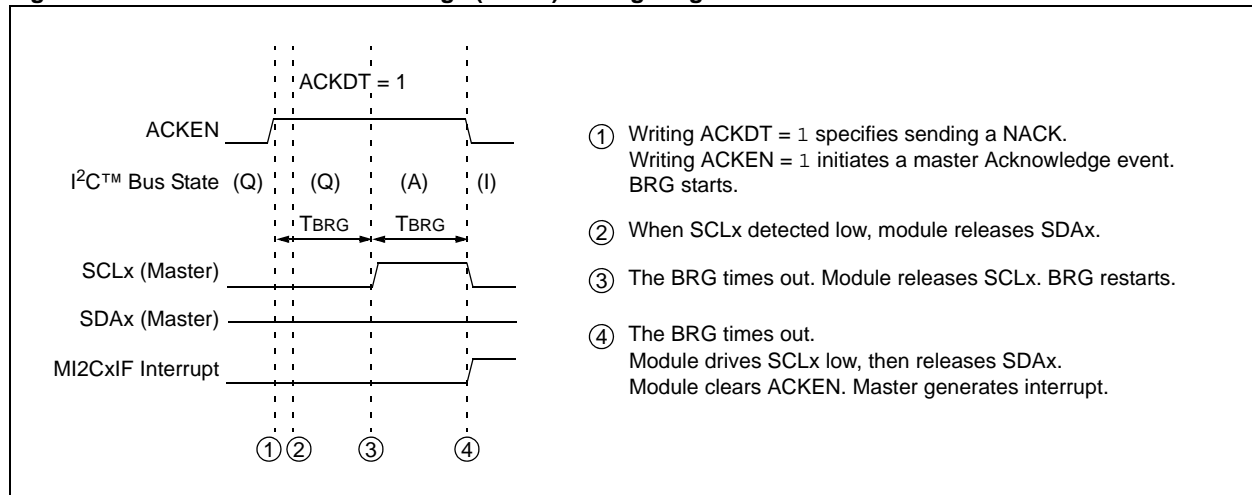 ACKDT = 1
ACKEN
I²C™ Bus State (Q) (Q) (A) (I)
TBRG TBRG
SCLx (Master)
SDAx (Master)
MI2CxIF Interrupt
1 2 3 4
① Writing ACKDT = 1 specifies sending a NACK.
Writing ACKEN = 1 initiates a master Acknowledge event.
BRG starts.
② When SCLx detected low, module releases SDAx.
③ The BRG times out. Module releases SCLx. BRG restarts.
④ The BRG times out.
Module drives SCLx low, then releases SDAx.
Module clears ACKEN. Master generates interrupt.